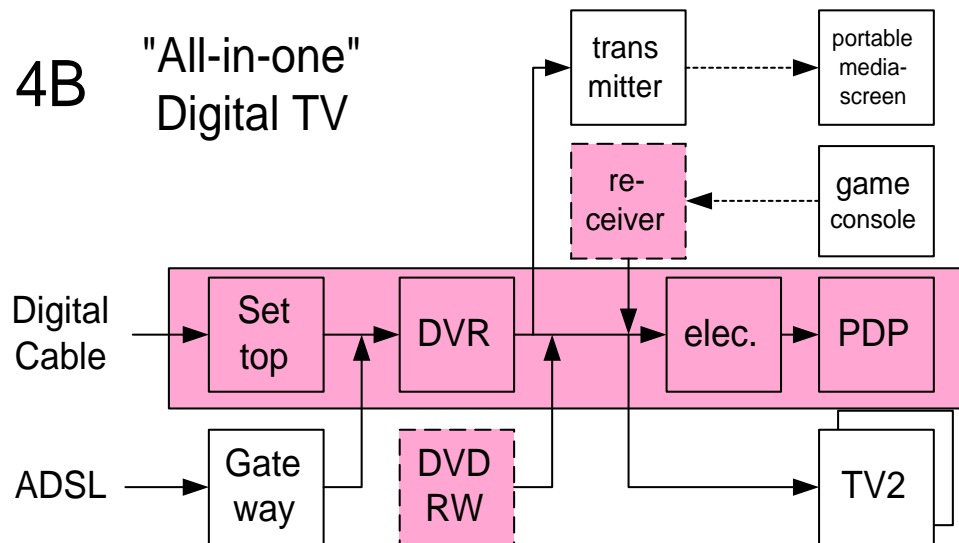 4B
"All-in-one"
Digital TV
trans
mitter
portable
media-
screen
re-
ceiver
game
console
Digital
Cable
Set
top
DVR
elec.
PDP
ADSL
Gate
way
DVD
RW
TV2